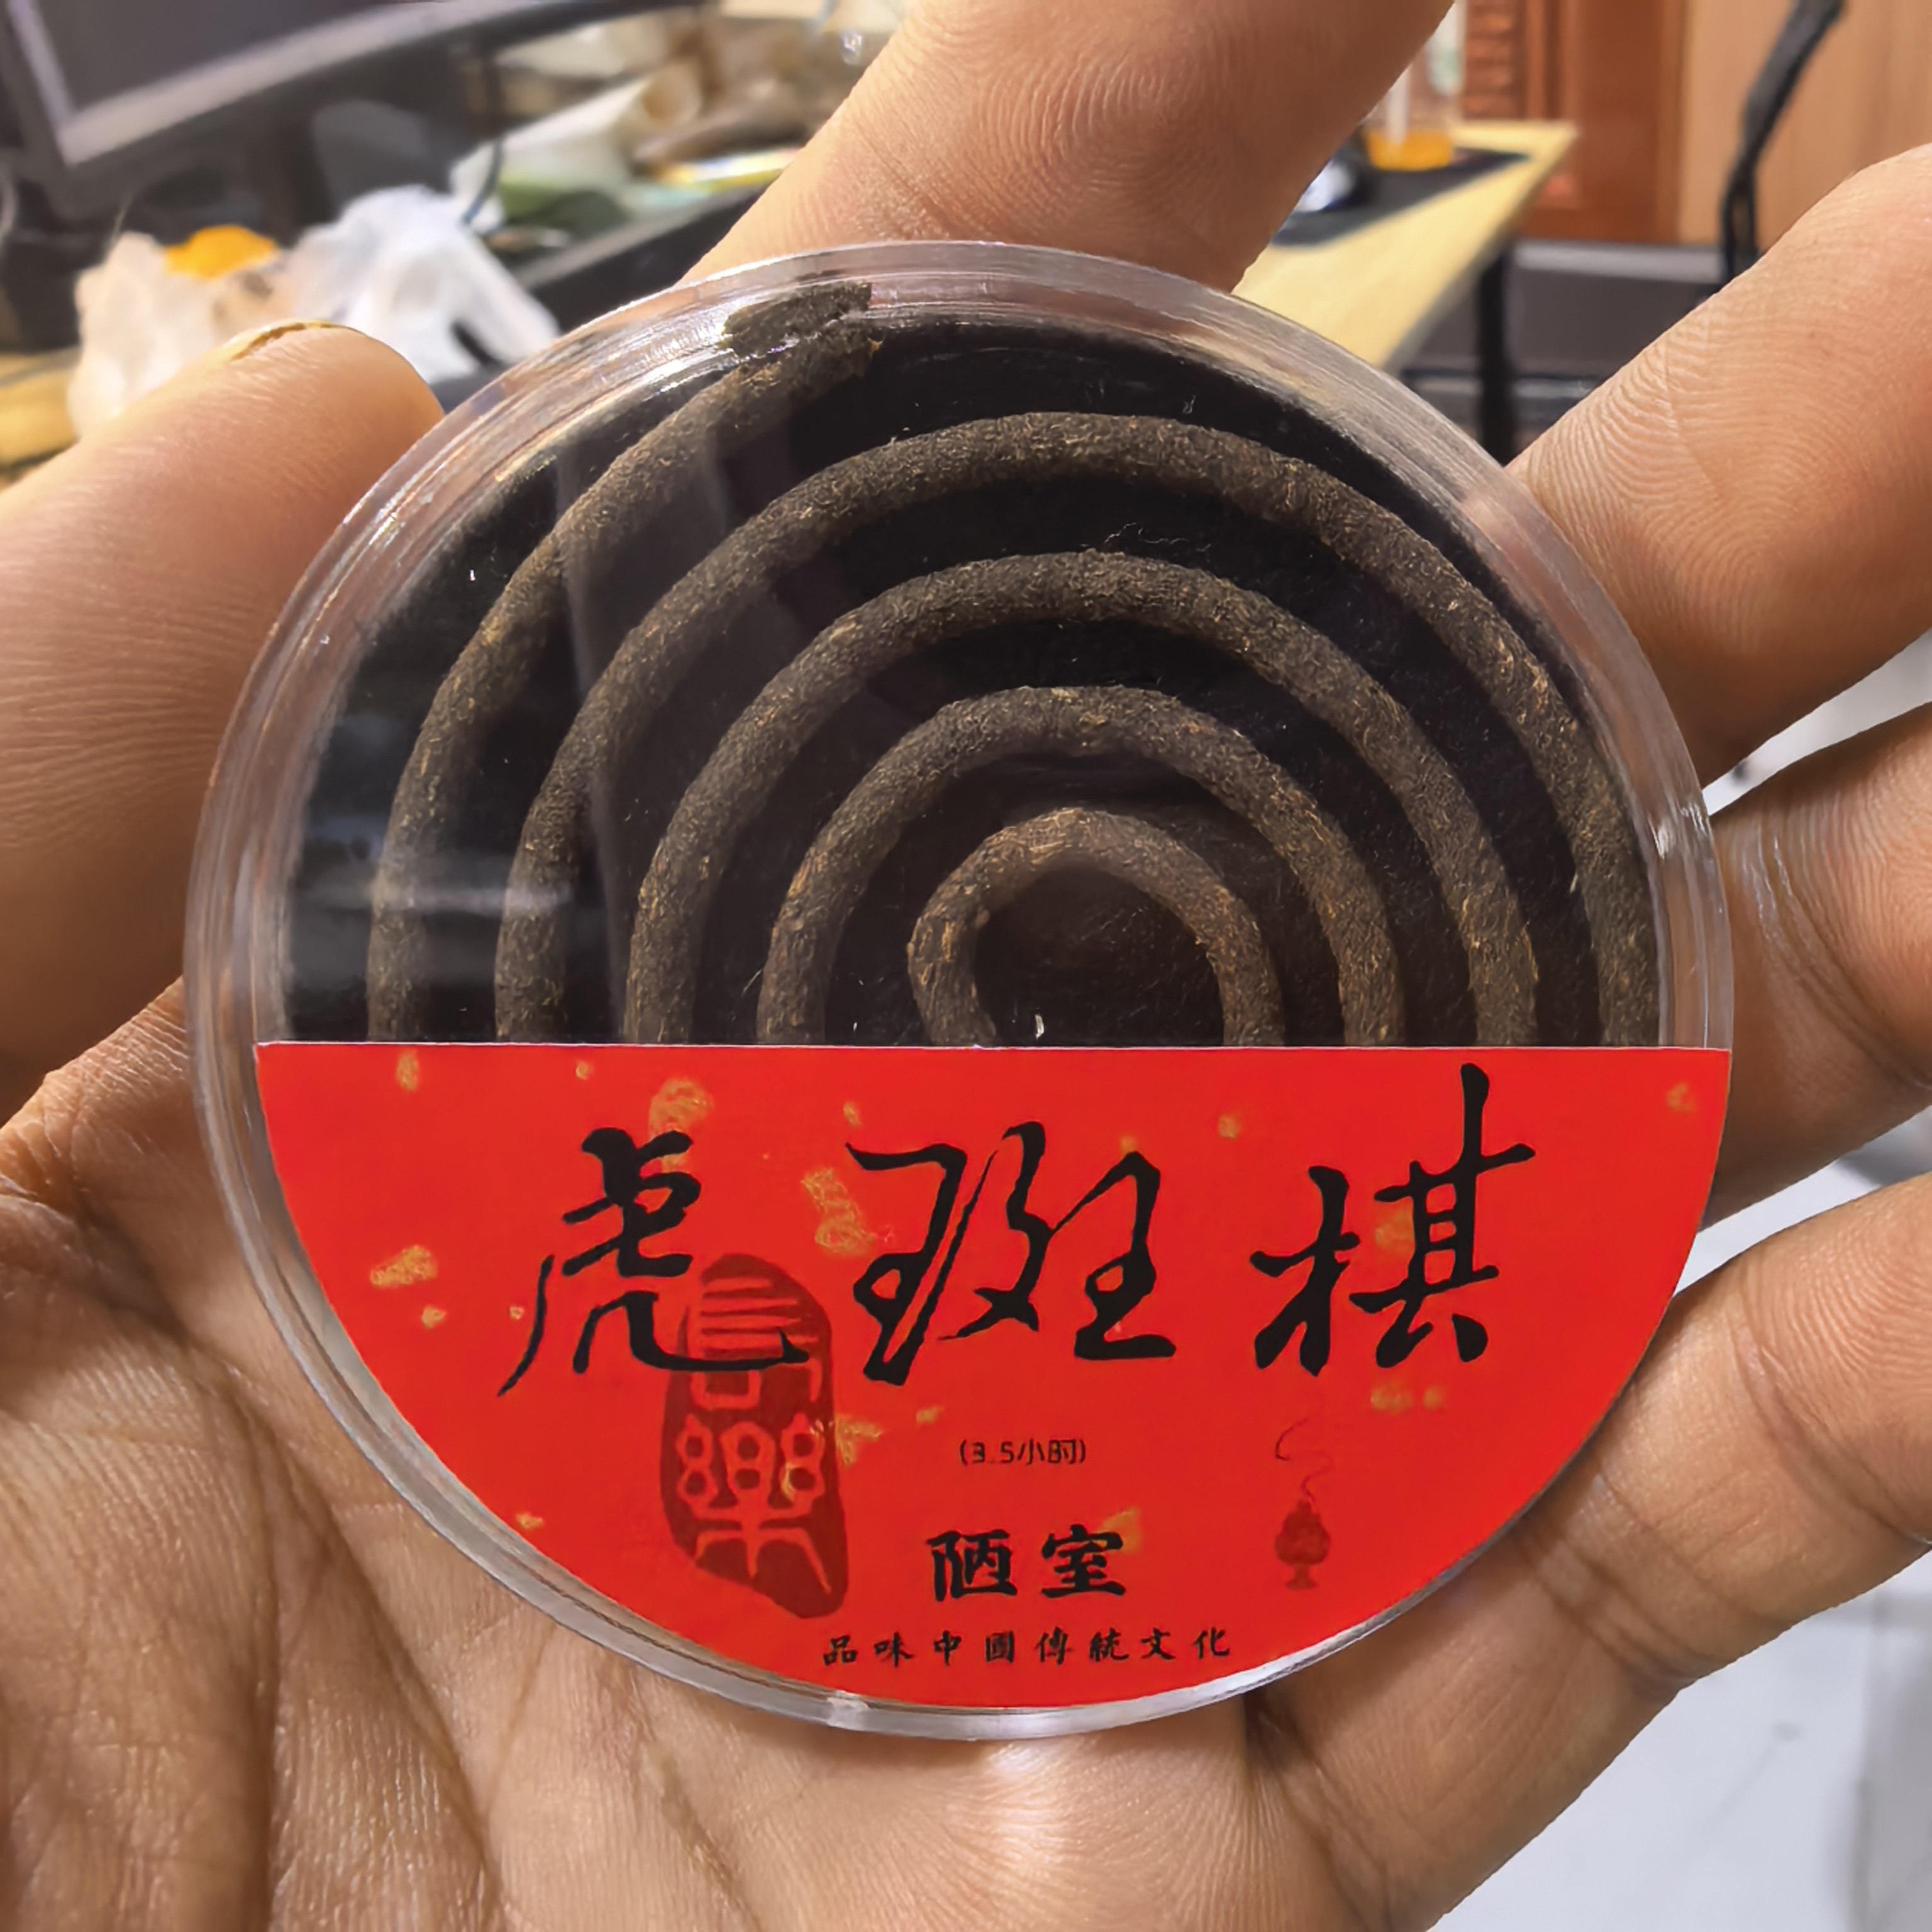 虎斑棋
(3.5小时)
陋室
品味中國傳統文化